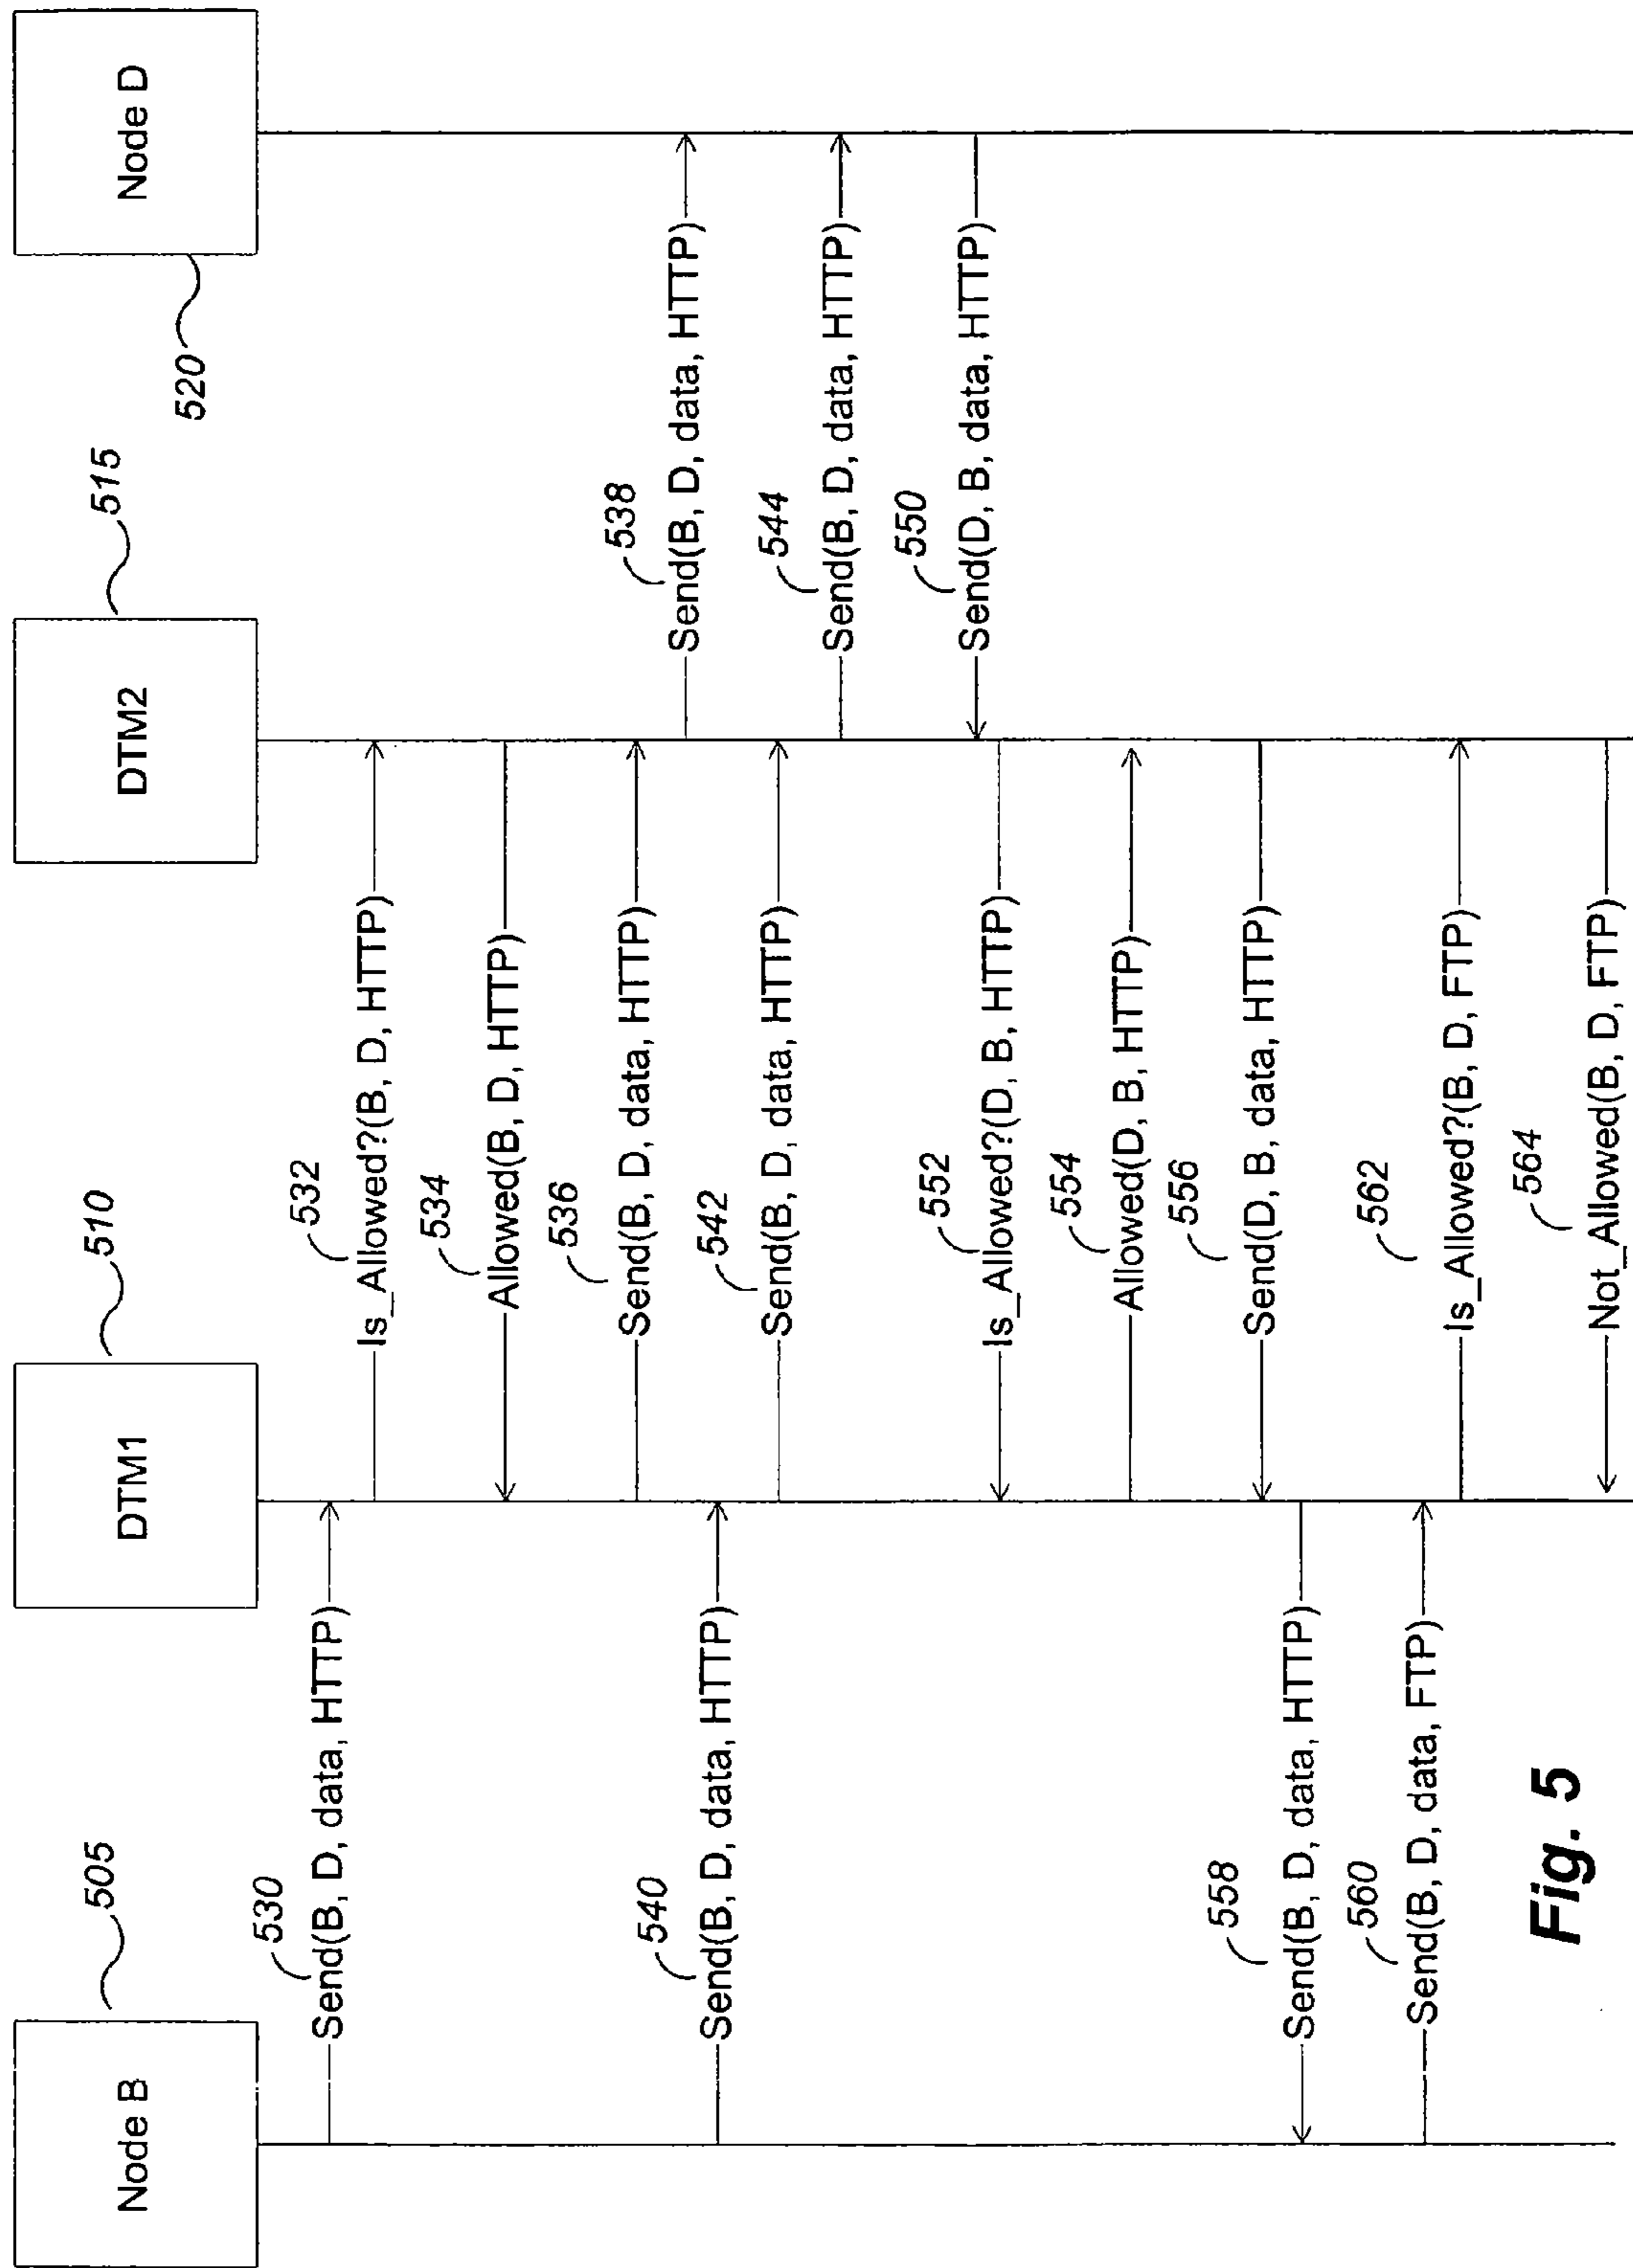 Node B
505
DTM1
510
DTM2
515
Node D
520
530
Send(B, D, data, HTTP)
532
Is_Allowed?(B, D, HTTP)
534
Allowed(B, D, HTTP)
536
Send(B, D, data, HTTP)
538
Send(B, D, data, HTTP)
540
Send(B, D, data, HTTP)
542
Send(B, D, data, HTTP)
544
Send(B, D, data, HTTP)
550
Send(D, B, data, HTTP)
552
Is_Allowed?(D, B, HTTP)
554
Allowed(D, B, HTTP)
556
Send(D, B, data, HTTP)
558
Send(B, D, data, HTTP)
560
Send(B, D, data, FTP)
562
Is_Allowed?(B, D, FTP)
564
Not_Allowed(B, D, FTP)
Fig. 5